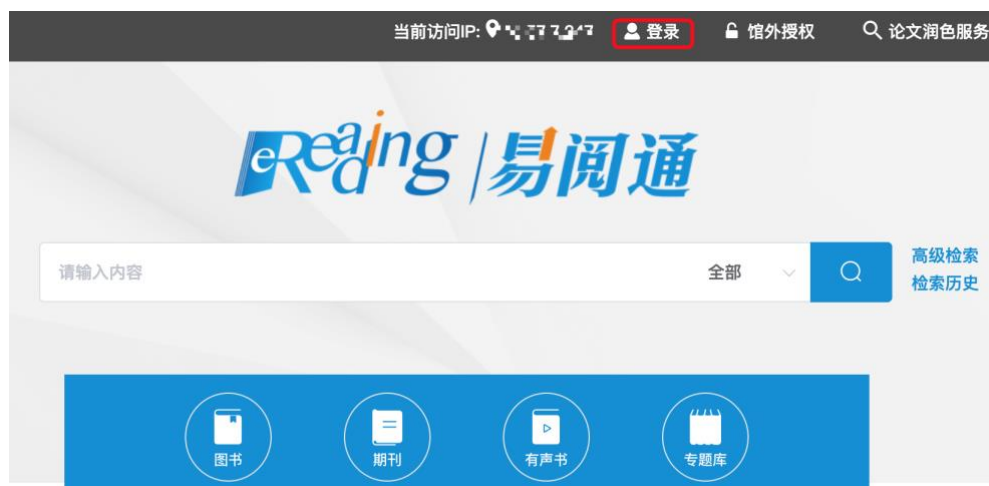 当前访问IP: 登录 馆外授权 论文润色服务
eReading 易阅通
请输入内容 全部
高级检索
检索历史
图书 期刊 有声书 专题库